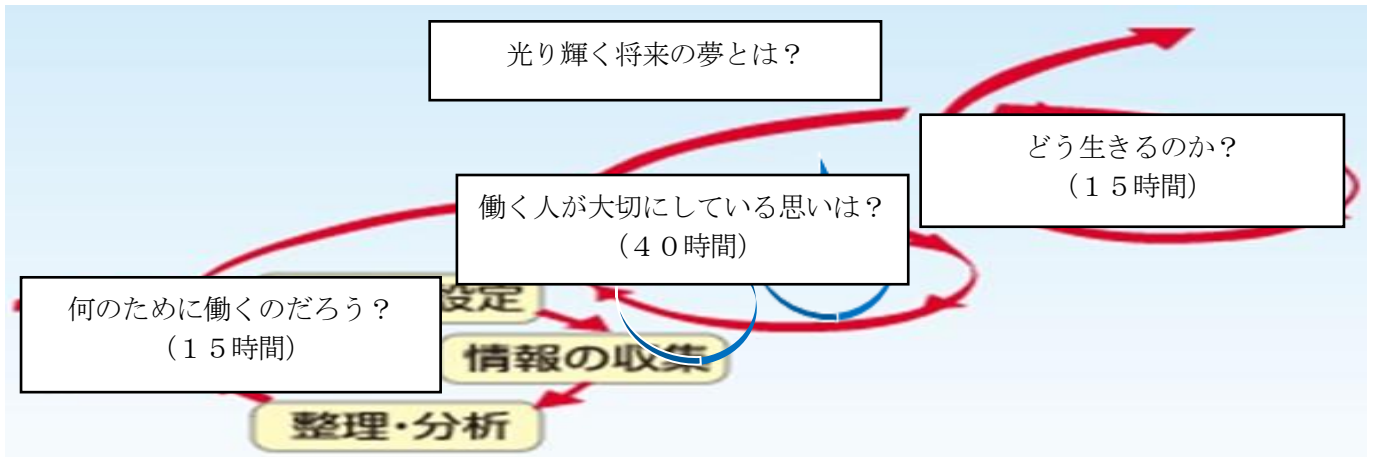 光り輝く将来の夢とは？
どう生きるのか？
（１５時間）
働く人が大切にしている思いは？
（４０時間）
何のために働くのだろう？
（１５時間）
設定
情報の収集
整理・分析